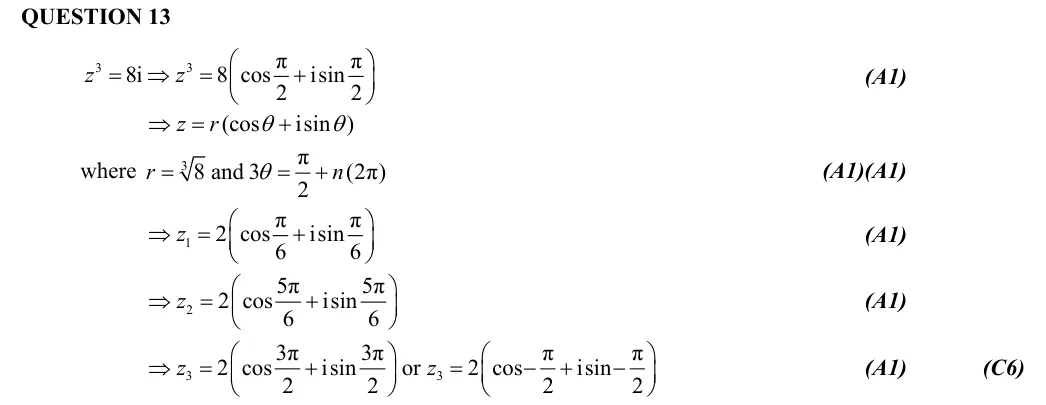 QUESTION 13
z³ = 8i ⇒ z³ = 8(cos π/2 + i sin π/2) (A1)
⇒ z = r(cos θ + i sin θ)
where r = ∛8 and 3θ = π/2 + n(2π) (A1)(A1)
⇒ z₁ = 2(cos π/6 + i sin π/6) (A1)
⇒ z₂ = 2(cos 5π/6 + i sin 5π/6) (A1)
⇒ z₃ = 2(cos 3π/2 + i sin 3π/2) or z₃ = 2(cos − π/2 + i sin − π/2) (A1) (C6)